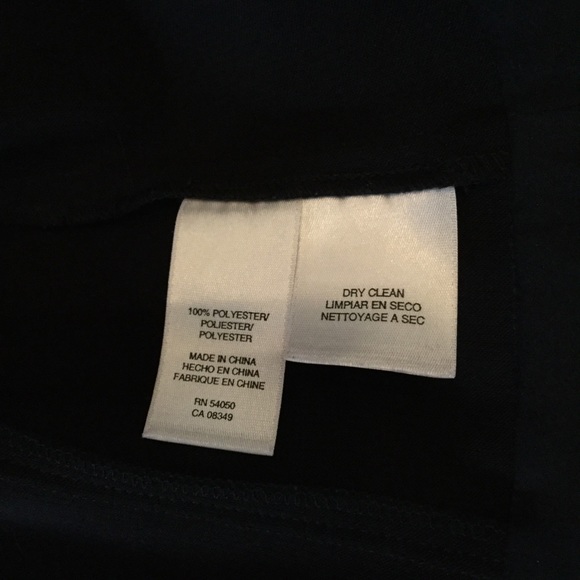 100% POLYESTER/
POLIESTER/
POLYESTER
MADE IN CHINA
HECHO EN CHINA
FABRIQUE EN CHINE
RN 54050
CA 08349
DRY CLEAN
LIMPIAR EN SECO
NETTOYAGE A SEC